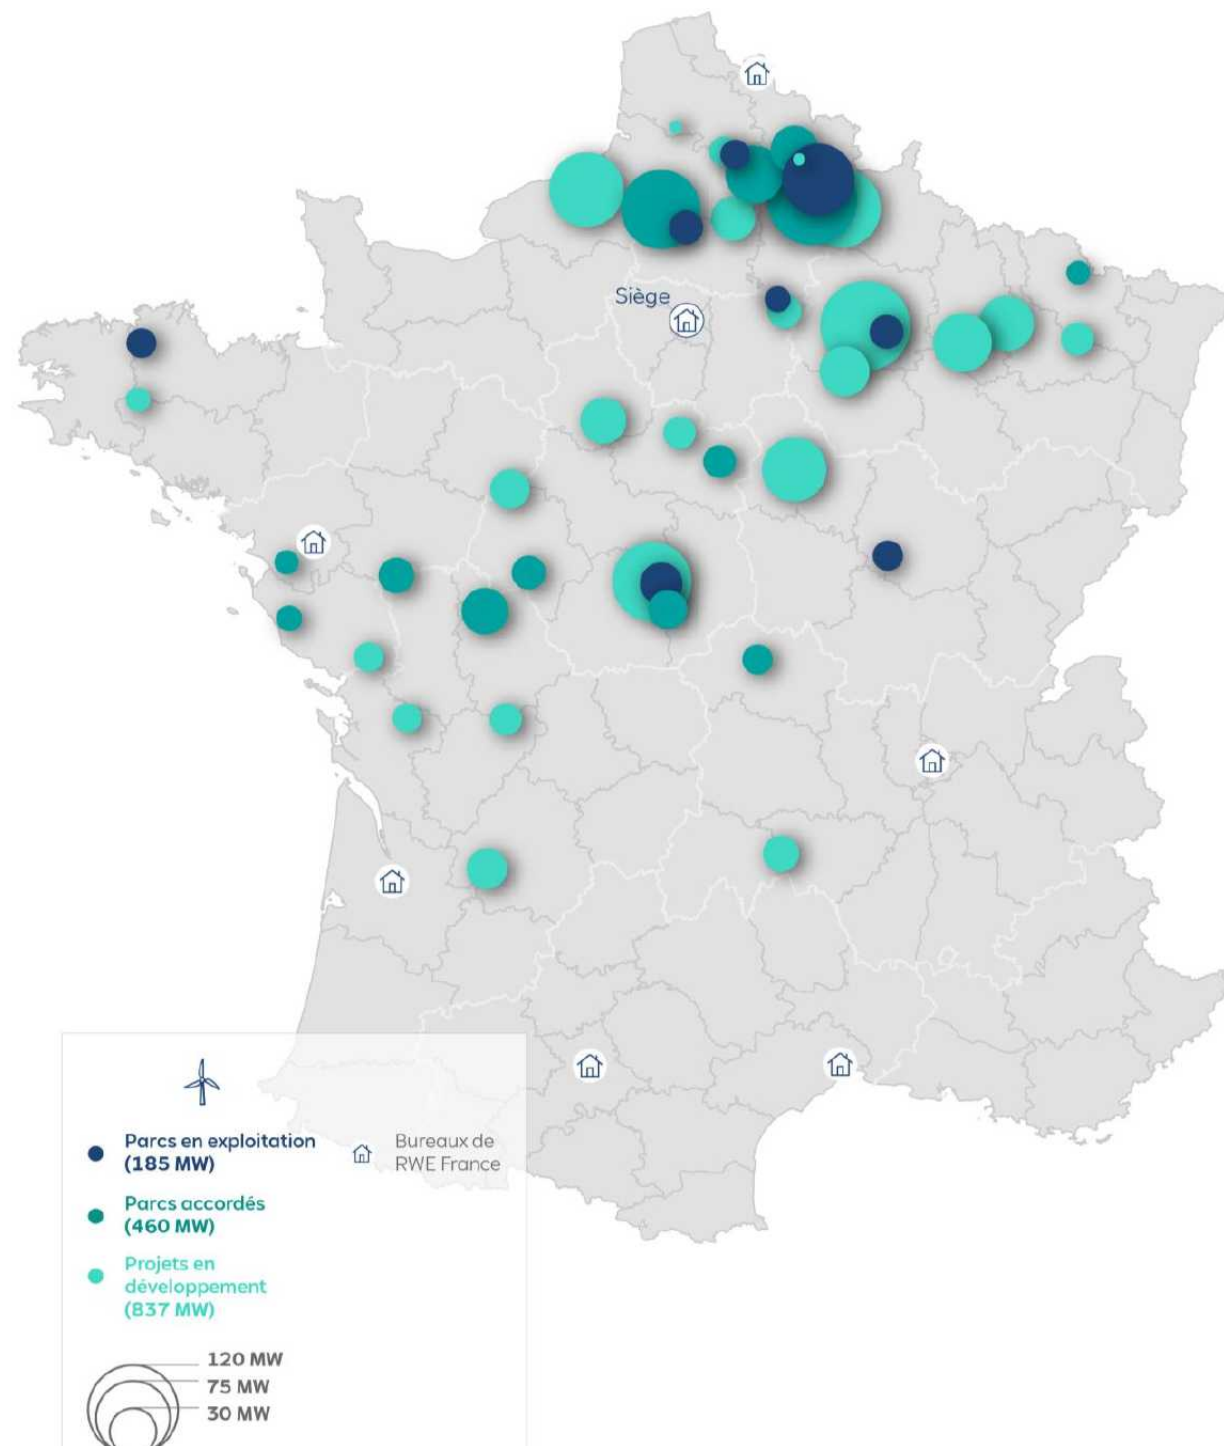 Siège
Parcs en exploitation
(185 MW)
Bureaux de
RWE France
Parcs accordés
(460 MW)
Projets en
développement
(837 MW)
120 MW
75 MW
30 MW